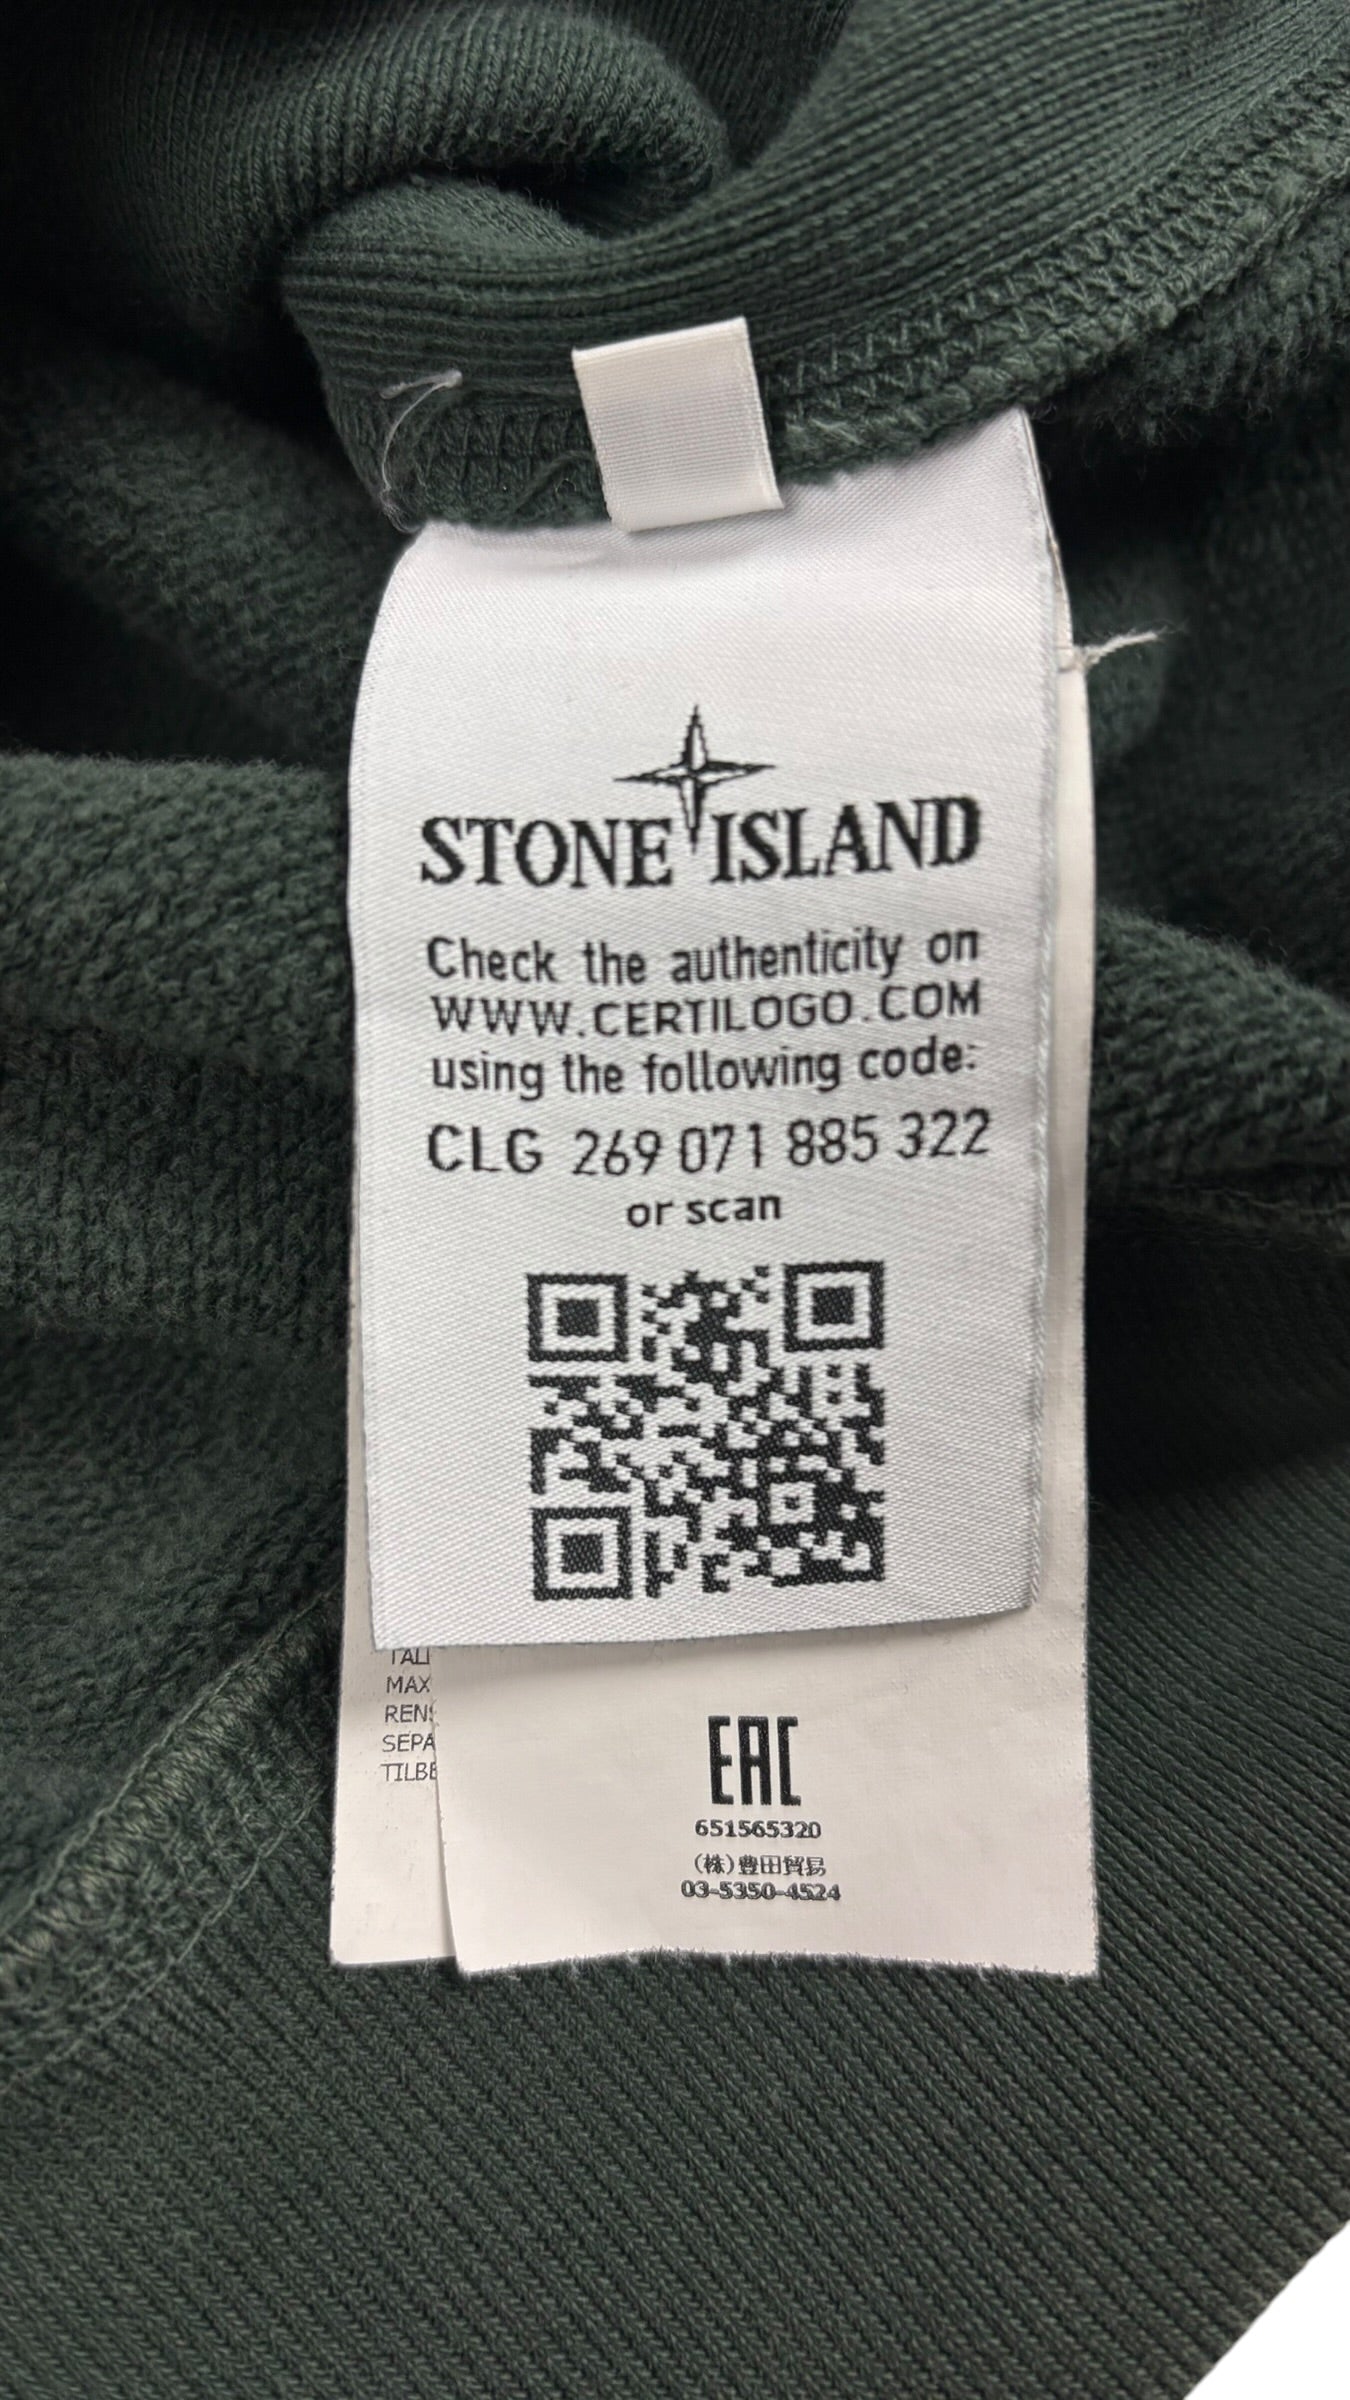 STONE ISLAND
Check the authenticity on
WWW.CERTILOGO.COM
using the following code:
CLG 269 071 885 322
or scan
TALL
MAX
RENS
SEPA
TILBE
EAC
651565320
(株)豊田貿易
03-5350-4524